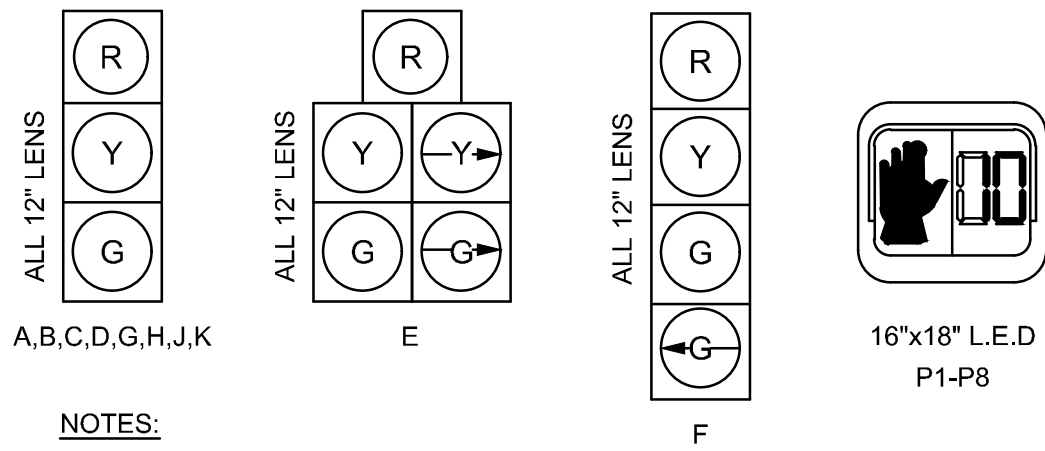 R
Y
G
ALL 12" LENS
A,B,C,D,G,H,J,K
R
Y Y
G G
ALL 12" LENS
E
R
Y
G
G
ALL 12" LENS
F
00
16"x18" L.E.D
P1-P8
NOTES: